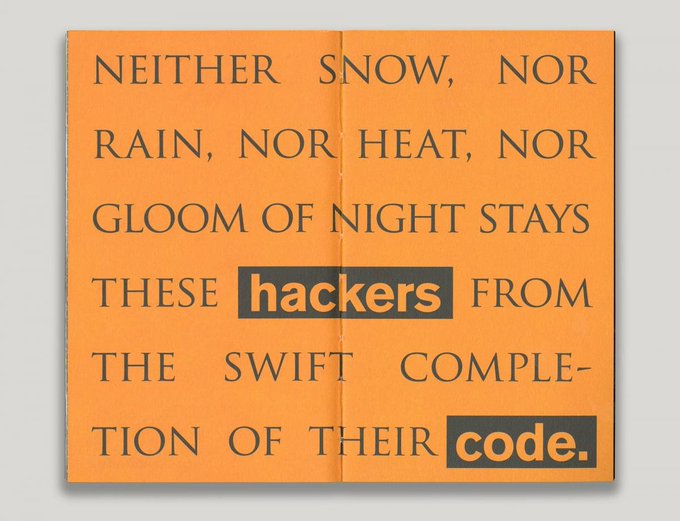 NEITHER SNOW, NOR
RAIN, NOR HEAT, NOR
GLOOM OF NIGHT STAYS
THESE hackers FROM
THE SWIFT COMPLE-
TION OF THEIR code.